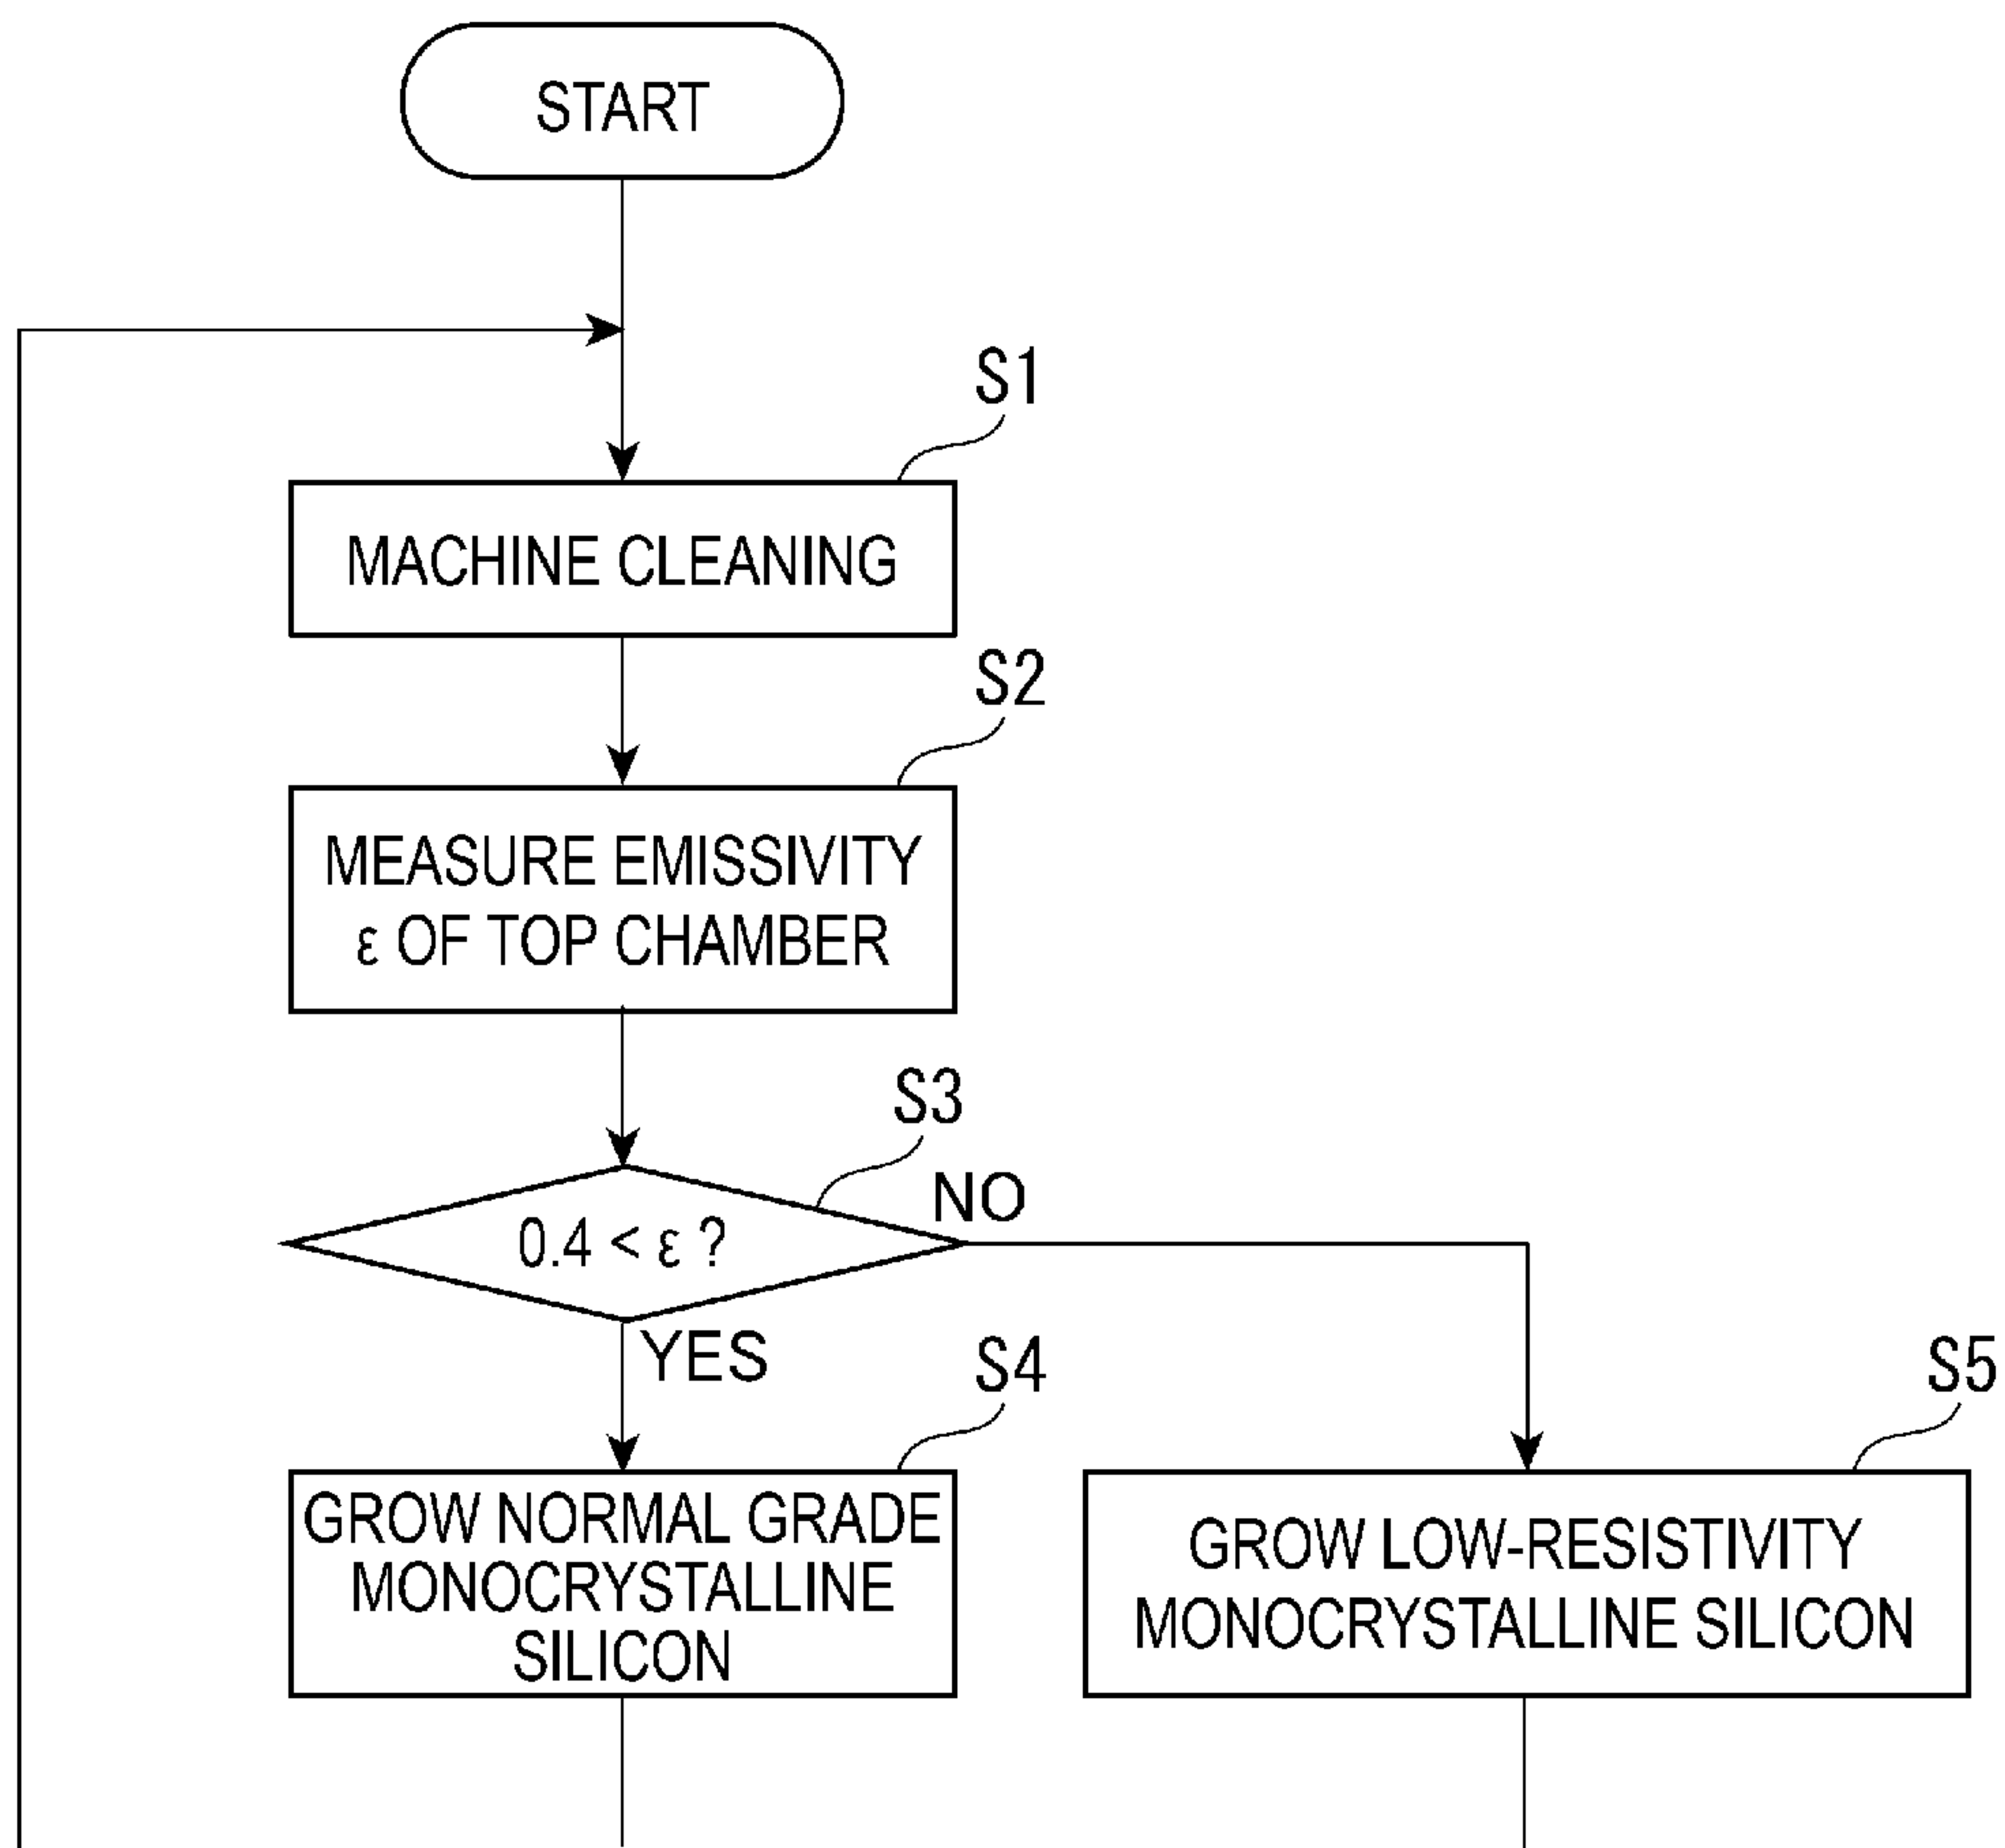 START
S1
MACHINE CLEANING
S2
MEASURE EMISSIVITY
ε OF TOP CHAMBER
S3
0.4 < ε ?
NO
YES
S4
GROW NORMAL GRADE
MONOCRYSTALLINE
SILICON
S5
GROW LOW-RESISTIVITY
MONOCRYSTALLINE SILICON